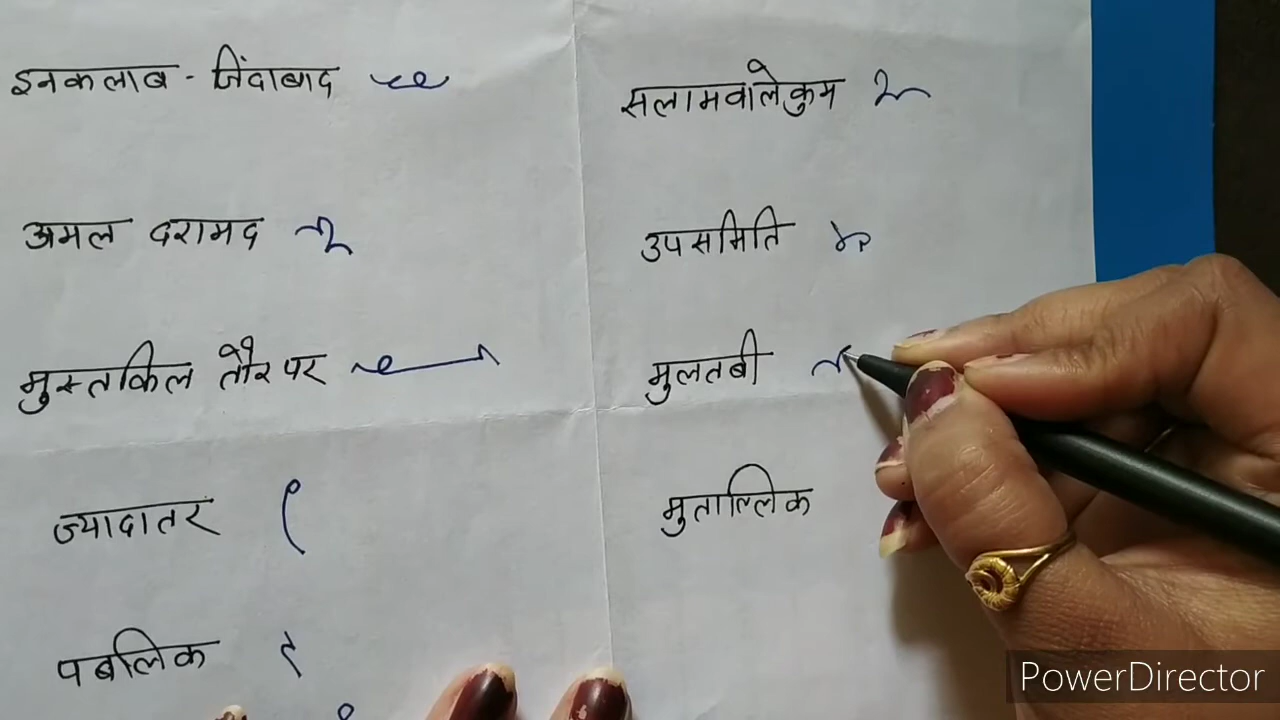 इनकलाब - जिंदाबाद
अमल दरामद
मुस्तकिल तौर पर
ज्यादातर
पबलिक
सलामवालेकुम
उपसमिति
मुलतबी
मुताल्लिक
PowerDirector